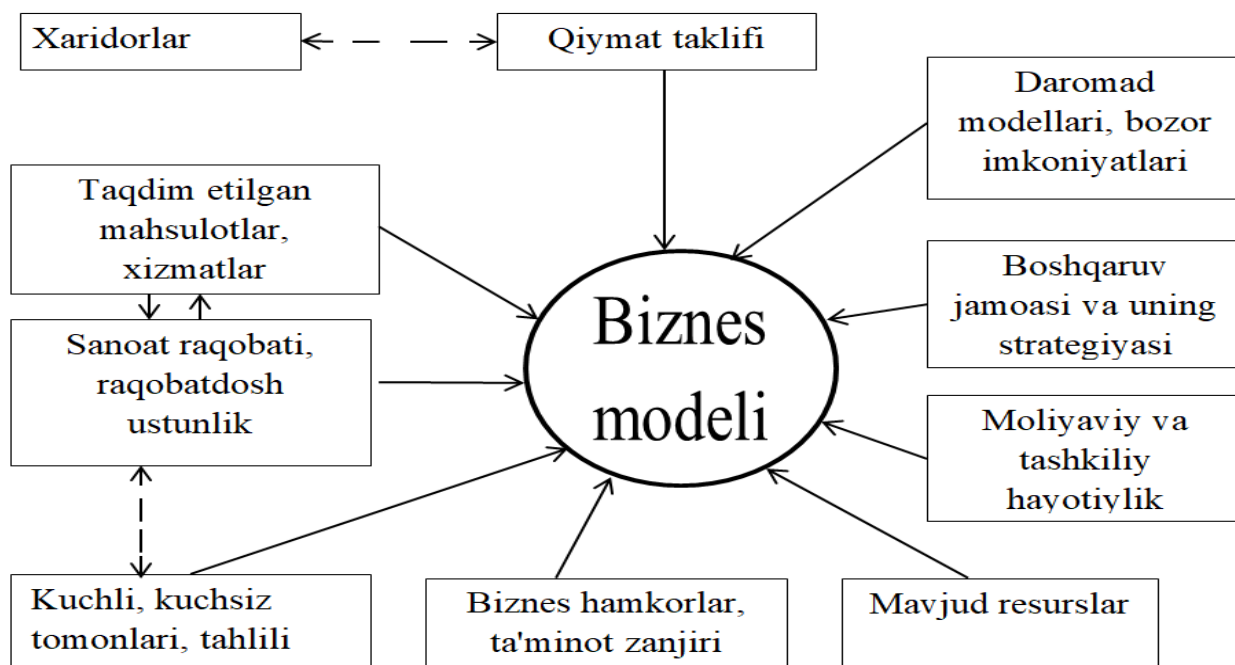 Xaridorlar
Qiymat taklifi
Daromad
modellari, bozor
imkoniyatlari
Taqdim etilgan
mahsulotlar,
xizmatlar
Boshqaruv
jamoasi va uning
strategiyasi
Biznes
modeli
Sanoat raqobati,
raqobatdosh
ustunlik
Moliyaviy va
tashkiliy
hayotiylik
Kuchli, kuchsiz
tomonlari, tahlili
Biznes hamkorlar,
ta'minot zanjiri
Mavjud resurslar